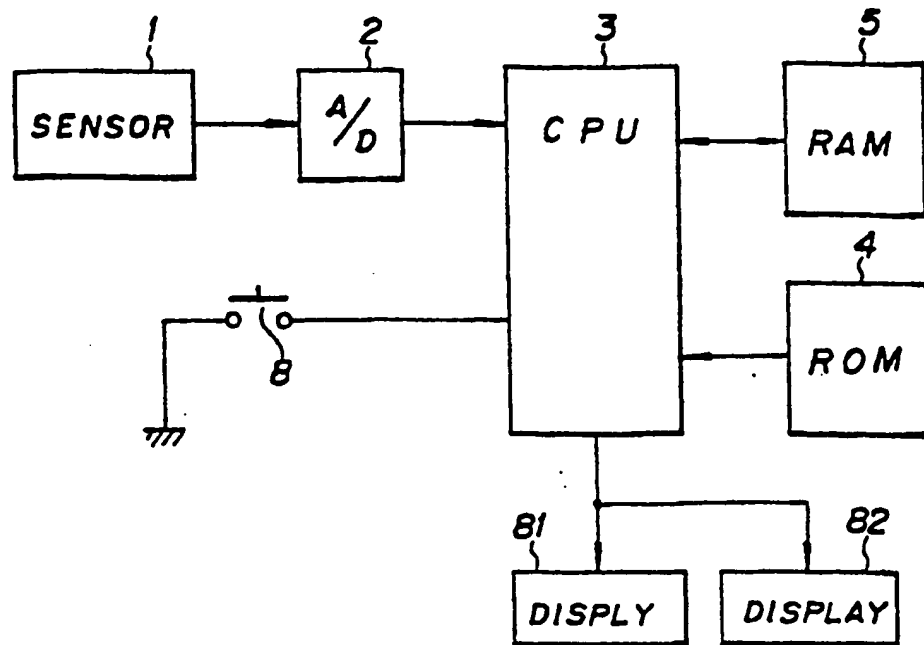 1
SENSOR
2
A/D
3
CPU
5
RAM
4
ROM
8
81
DISPLY
82
DISPLAY